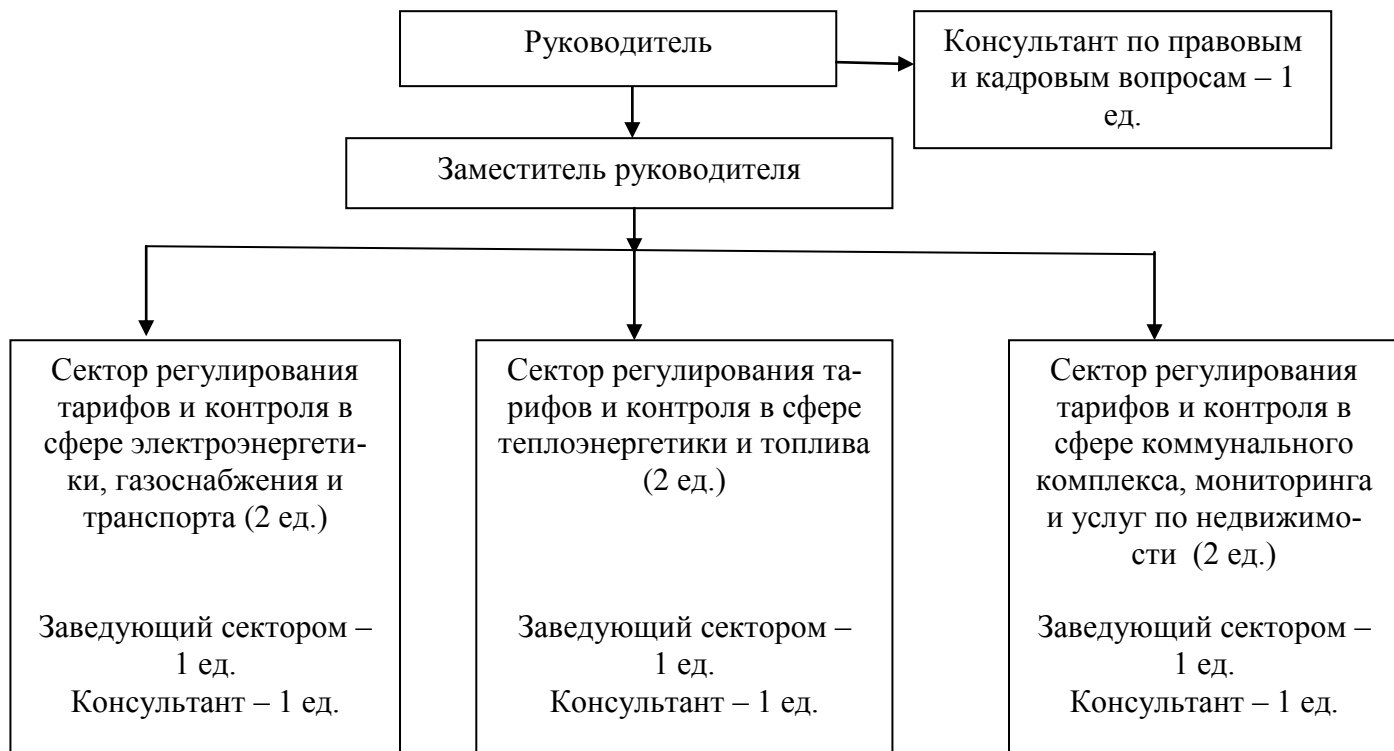 Руководитель
Консультант по правовым
и кадровым вопросам – 1
ед.
Заместитель руководителя
Сектор регулирования
тарифов и контроля в
сфере электроэнергети-
ки, газоснабжения и
транспорта (2 ед.)
Заведующий сектором –
1 ед.
Консультант – 1 ед.
Сектор регулирования та-
рифов и контроля в сфере
теплоэнергетики и топлива
(2 ед.)
Заведующий сектором –
1 ед.
Консультант – 1 ед.
Сектор регулирования
тарифов и контроля в
сфере коммунального
комплекса, мониторинга
и услуг по недвижимо-
сти (2 ед.)
Заведующий сектором –
1 ед.
Консультант – 1 ед.